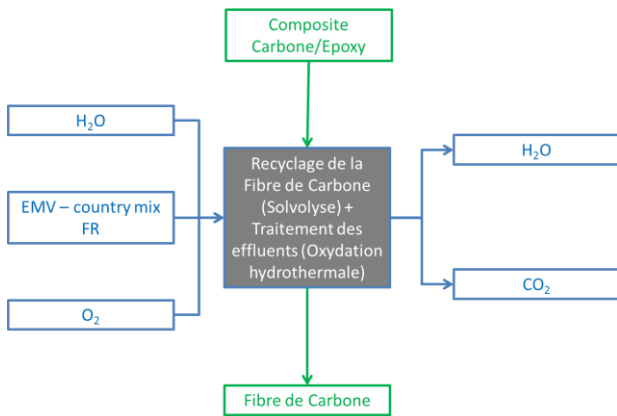 Composite
Carbone/Epoxy
H₂O
EMV – country mix
FR
O₂
Recyclage de la
Fibre de Carbone
(Solvolyse) +
Traitement des
effluents (Oxydation
hydrothermale)
H₂O
CO₂
Fibre de Carbone